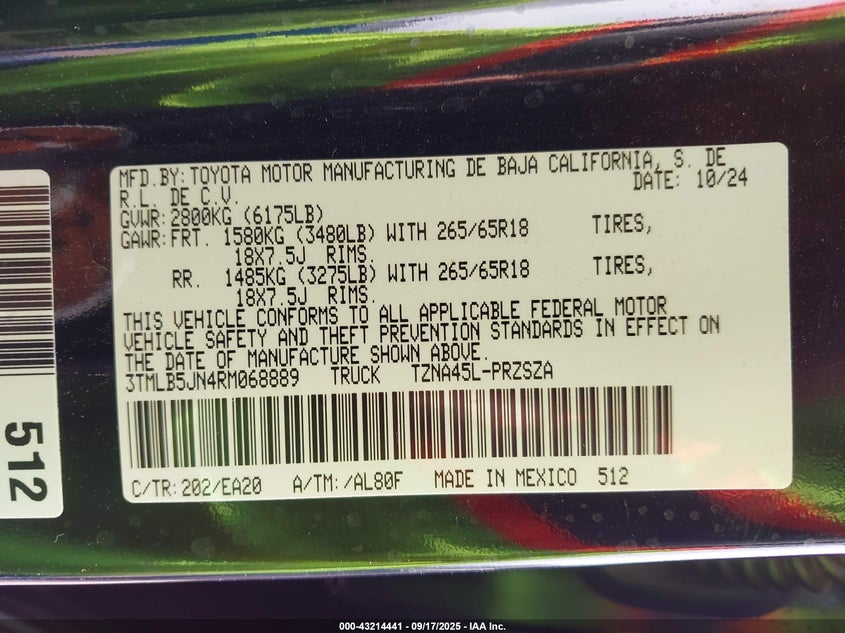 MFD.BY:TOYOTA MOTOR MANUFACTURING DE BAJA CALIFORNIA, S. DE
R.L. DE C.V. DATE: 10/24
GVWR:2800KG (6175LB)
GAWR:FRT. 1580KG (3480LB) WITH 265/65R18 TIRES,
18X7.5J RIMS.
RR. 1485KG (3275LB) WITH 265/65R18 TIRES,
18X7.5J RIMS.
THIS VEHICLE CONFORMS TO ALL APPLICABLE FEDERAL MOTOR
VEHICLE SAFETY AND THEFT PREVENTION STANDARDS IN EFFECT ON
THE DATE OF MANUFACTURE SHOWN ABOVE.
3TMLB5JN4RM068889 TRUCK TZNA45L-PRZSZA
C/TR:202/EA20 A/TM:/AL80F MADE IN MEXICO 512
512
000-43214441 - 09/17/2025 - IAA Inc.